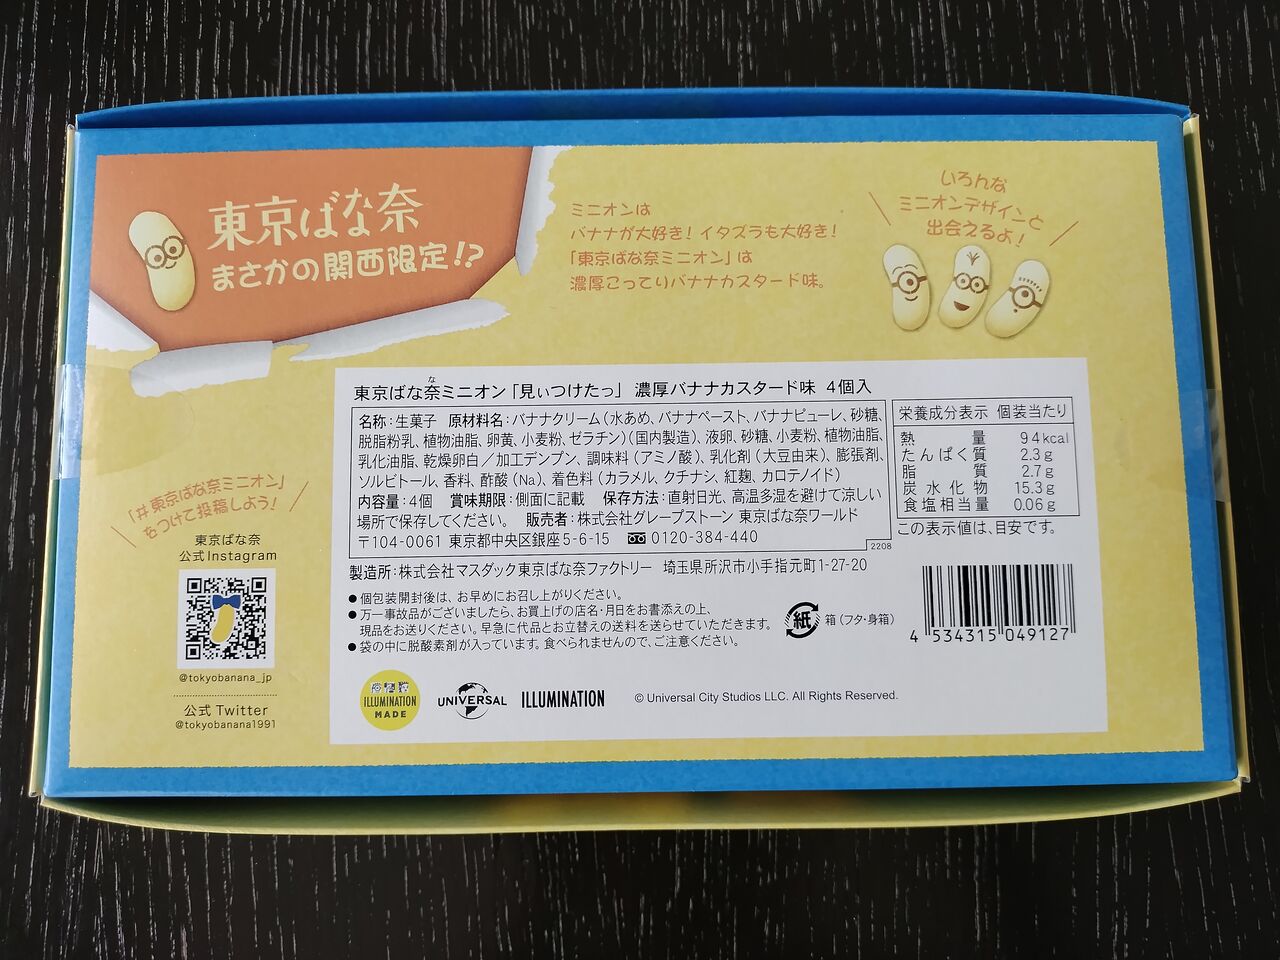 東京ばな奈
まさかの関西限定!?
ミニオンは
バナナが大好き！イタズラも大好き！
「東京ばな奈ミニオン」は
濃厚こってりバナナカスタード味。
いろんな
ミニオンデザインと
出会えるよ！
東京ばな奈ミニオン「見ぃつけたっ」 濃厚バナナカスタード味 4個入
な
名称：生菓子 原材料名：バナナクリーム（水あめ、バナナペースト、バナナピューレ、砂糖、
脱脂粉乳、植物油脂、卵黄、小麦粉、ゼラチン）（国内製造）、液卵、砂糖、小麦粉、植物油脂、
乳化油脂、乾燥卵白／加工デンプン、調味料（アミノ酸）、乳化剤（大豆由来）、膨張剤、
ソルビトール、香料、酢酸（Na）、着色料（カラメル、クチナシ、紅麹、カロテノイド）
内容量：4個 賞味期限：側面に記載 保存方法：直射日光、高温多湿を避けて涼しい
場所で保存してください。 販売者：株式会社グレープストーン 東京ばな奈ワールド
〒104-0061 東京都中央区銀座5-6-15 0120-384-440
2208
栄養成分表示 個装当たり
熱量 94kcal
たんぱく質 2.3g
脂質 2.7g
炭水化物 15.3g
食塩相当量 0.06g
この表示値は、目安です。
製造所：株式会社マスダック東京ばな奈ファクトリー 埼玉県所沢市小手指元町1-27-20
●個包装開封後は、お早めにお召し上がりください。
●万一事故品がございましたら、お買上げの店名・月日をお書添えの上、
現品をお送りください。早急に代品とお立替えの送料を送らせていただきます。
●袋の中に脱酸素剤が入っています。食べられませんので、ご注意ください。
紙 箱（フタ・身箱）
4 534315 049127
ILLUMINATION
MADE
UNIVERSAL
ILLUMINATION
© Universal City Studios LLC. All Rights Reserved.
「#東京ばな奈ミニオン」
をつけて投稿しよう！
東京ばな奈
公式Instagram
@tokyobanana_jp
公式Twitter
@tokyobanana1991